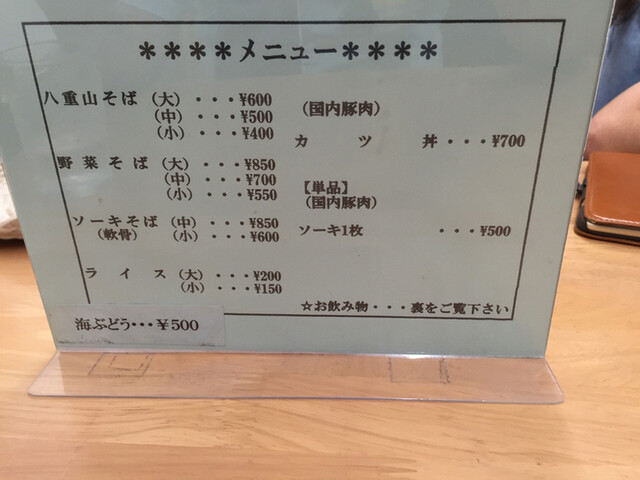 ＊＊＊＊メニュー＊＊＊＊
八重山そば（大）・・・¥600
（中）・・・¥500
（小）・・・¥400
野菜そば（大）・・・¥850
（中）・・・¥700
（小）・・・¥550
ソーキそば（中）・・・¥850
（軟骨）（小）・・・¥600
ライス（大）・・・¥200
（小）・・・¥150
海ぶどう・・・￥500
（国内豚肉）
カツ丼・・・¥700
【単品】
（国内豚肉）
ソーキ1枚・・・¥500
☆お飲み物・・・裏をご覧下さい